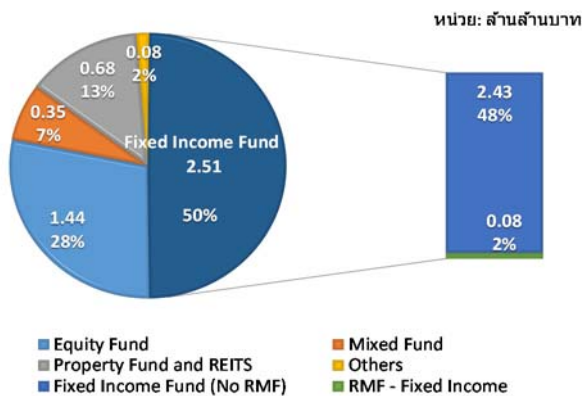 หน่วย: ล้านล้านบาท
0.08
2%
0.68
13%
0.35
7%
Fixed Income Fund
2.51
50%
1.44
28%
2.43
48%
0.08
2%
Equity Fund
Mixed Fund
Property Fund and REITS
Others
Fixed Income Fund (No RMF)
RMF - Fixed Income